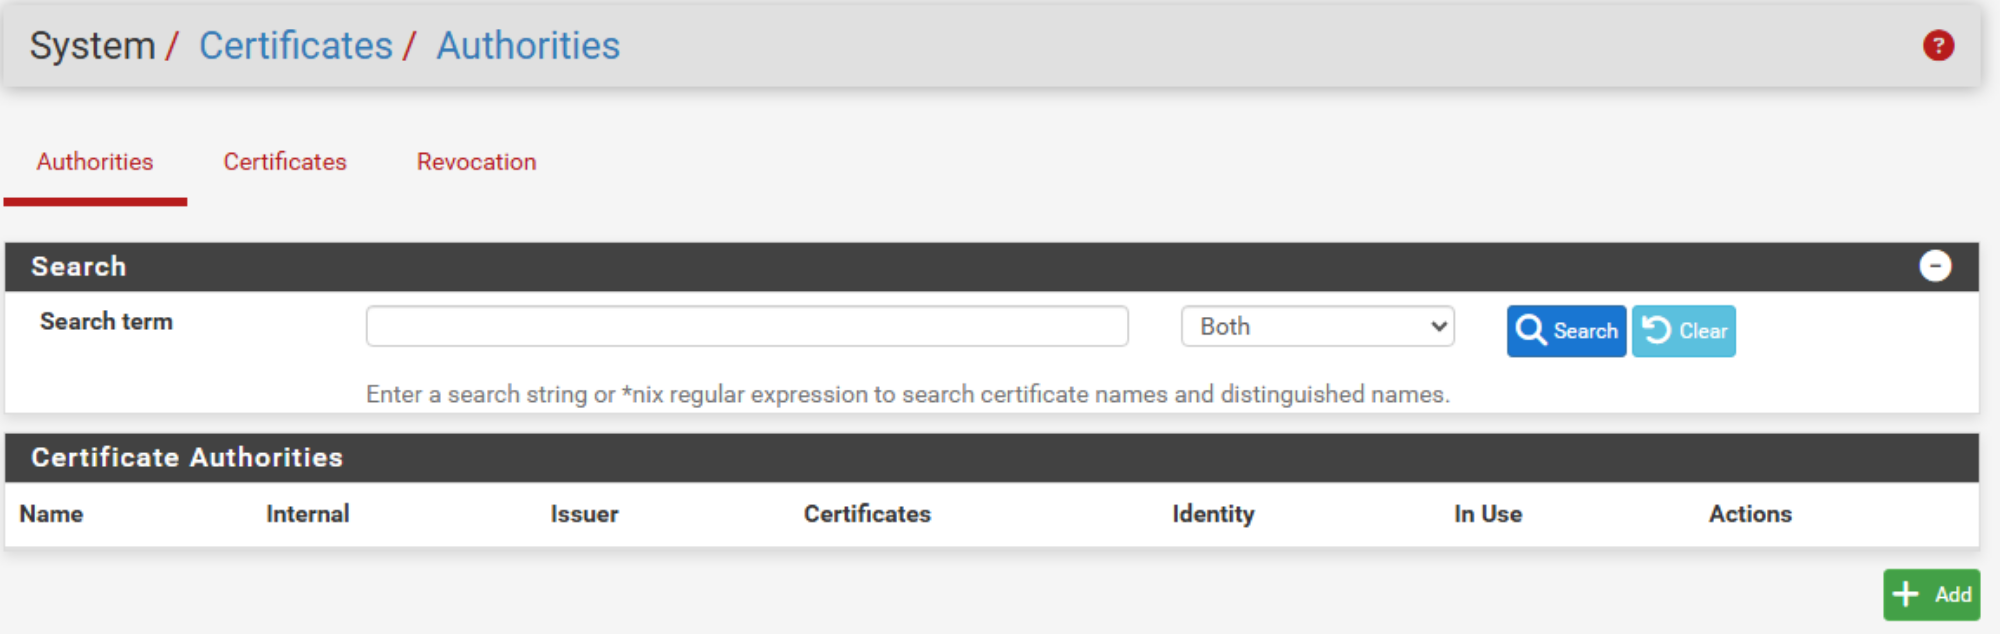 System / Certificates / Authorities ?
Authorities Certificates Revocation
Search
Search term Both Search Clear
Enter a search string or *nix regular expression to search certificate names and distinguished names.
Certificate Authorities
Name Internal Issuer Certificates Identity In Use Actions
Add